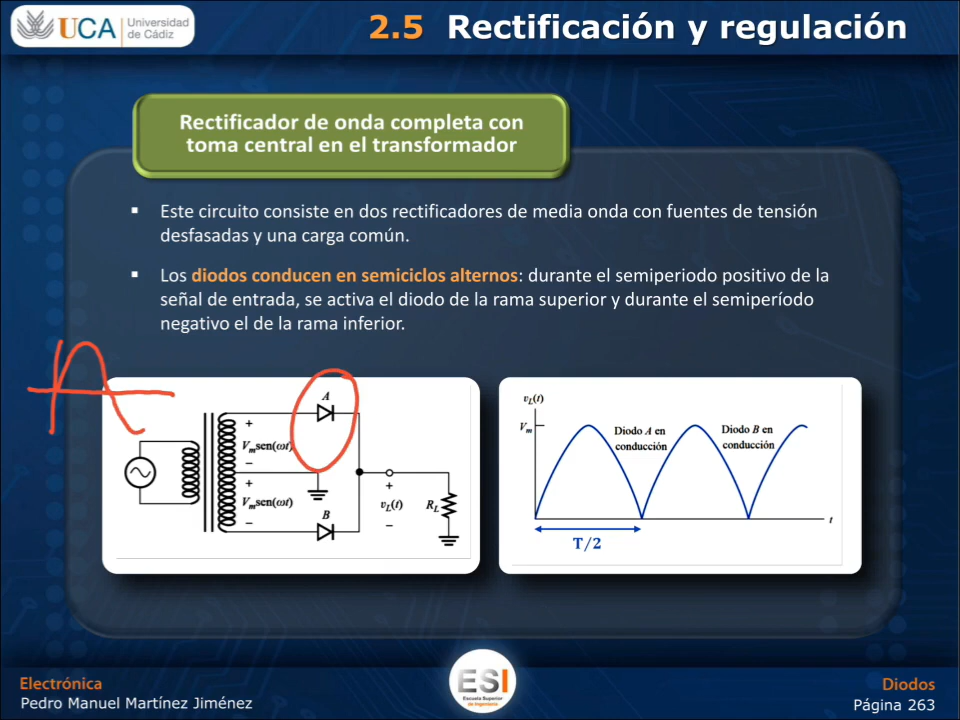 UCA Universidad de Cádiz
2.5 Rectificación y regulación
Rectificador de onda completa con
toma central en el transformador
▪ Este circuito consiste en dos rectificadores de media onda con fuentes de tensión
desfasadas y una carga común.
▪ Los diodos conducen en semiciclos alternos: durante el semiperiodo positivo de la
señal de entrada, se activa el diodo de la rama superior y durante el semiperíodo
negativo el de la rama inferior.
A
+
Vmsen(ωt)
−
+
Vmsen(ωt)
−
B
+
vL(t)
−
RL
vL(t)
Vm
Diodo A en
conducción
Diodo B en
conducción
t
T/2
Electrónica
Pedro Manuel Martínez Jiménez
ESI
Escuela Superior
de Ingeniería
Diodos
Página 263